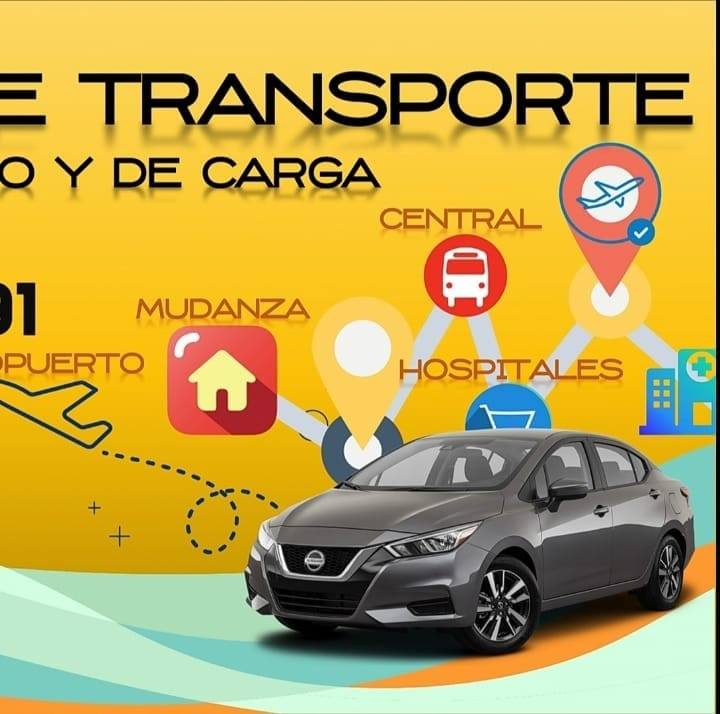 E TRANSPORTE
O Y DE CARGA
CENTRAL
91
MUDANZA
OPUERTO
HOSPITALES